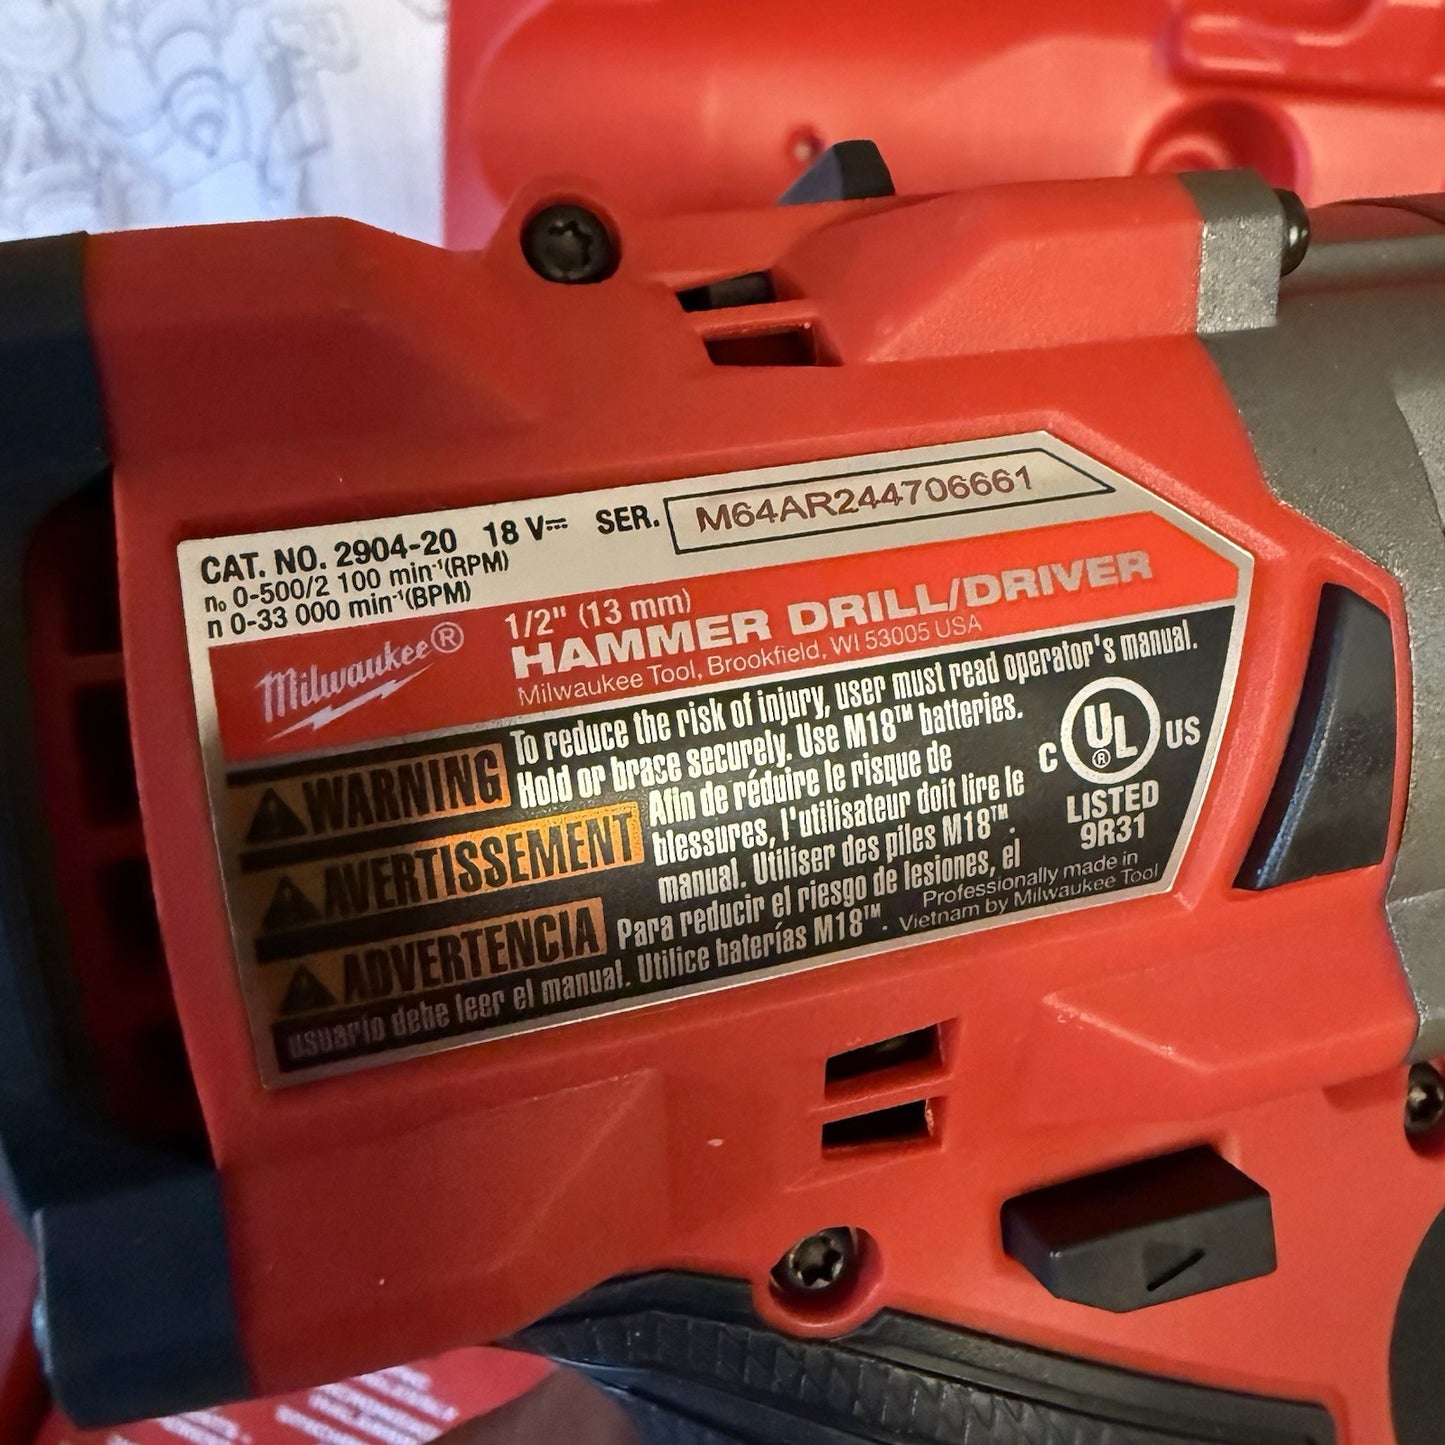 CAT. NO. 2904-20 18 V⎓ SER. M64AR244706661
n₀ 0-500/2 100 min⁻¹(RPM)
n 0-33 000 min⁻¹(BPM)
Milwaukee®
1/2" (13 mm)
HAMMER DRILL/DRIVER
Milwaukee Tool, Brookfield, WI 53005 USA
WARNING To reduce the risk of injury, user must read operator's manual.
Hold or brace securely. Use M18™ batteries.
AVERTISSEMENT Afin de réduire le risque de
blessures, l'utilisateur doit lire le
manual. Utiliser des piles M18™.
ADVERTENCIA Para reducir el riesgo de lesiones, el
usuario debe leer el manual. Utilice baterías M18™.
C UL® US
LISTED
9R31
Professionally made in
Vietnam by Milwaukee Tool